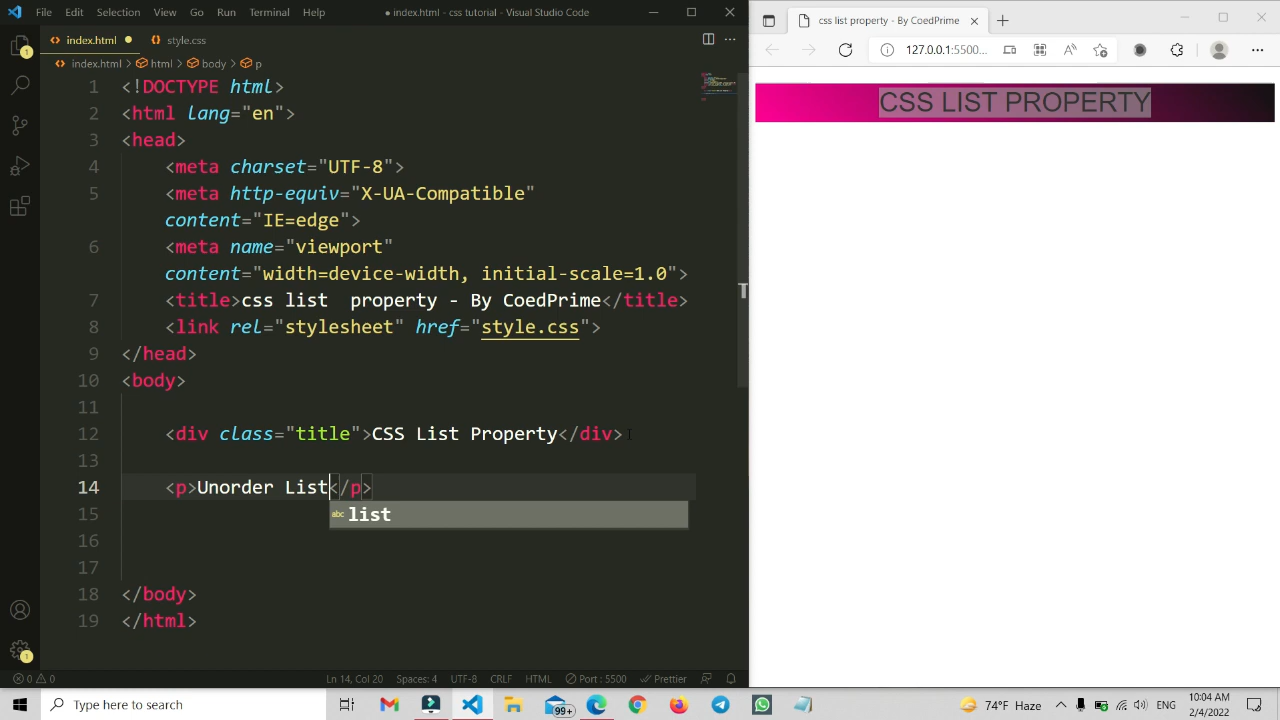 File Edit Selection View Go Run Terminal Help
● index.html - css tutorial - Visual Studio Code
index.html ● style.css
index.html > html > body > p
1 <!DOCTYPE html>
2 <html lang="en">
3 <head>
4 <meta charset="UTF-8">
5 <meta http-equiv="X-UA-Compatible"
content="IE=edge">
6 <meta name="viewport"
content="width=device-width, initial-scale=1.0">
7 <title>css list  property - By CoedPrime</title>
8 <link rel="stylesheet" href="style.css">
9 </head>
10 <body>
11
12 <div class="title">CSS List Property</div>
13
14 <p>Unorder List</p>
abc list
15
16
17
18 </body>
19 </html>
1
1
0 0 Ln 14, Col 20 Spaces: 4 UTF-8 CRLF HTML Port : 5500 Prettier
css list property - By CoedPrime
127.0.0.1:5500...
CSS LIST PROPERTY
T
Type here to search
99+
74°F Haze
ENG
10:04 AM
2/4/2022